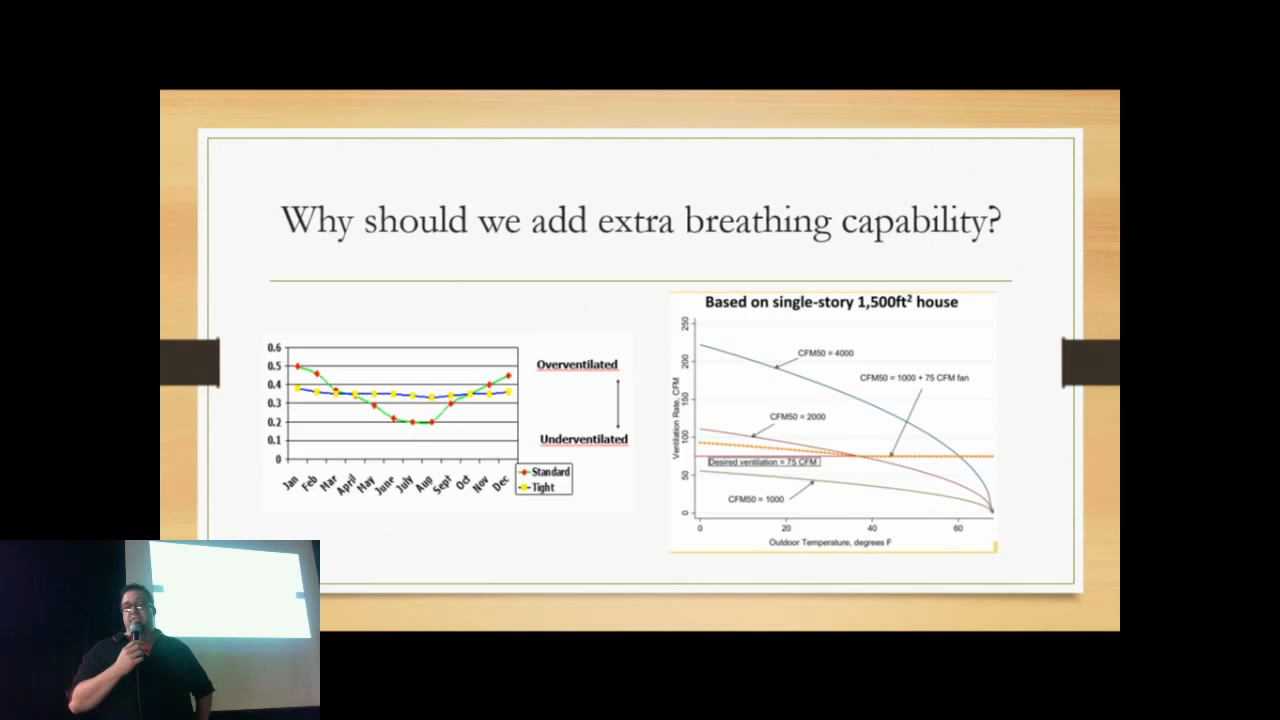 Why should we add extra breathing capability?
0.6
0.5
0.4
0.3
0.2
0.1
0
Jan
Feb
Mar
April
May
June
July
Aug
Sept
Oct
Nov
Dec
Overventilated
Underventilated
Standard
Tight
Based on single-story 1,500ft² house
Ventilation Rate, CFM
250
200
150
100
50
0
CFM50 = 4000
CFM50 = 1000 + 75 CFM fan
CFM50 = 2000
Desired ventilation = 75 CFM
CFM50 = 1000
0 20 40 60
Outdoor Temperature, degrees F